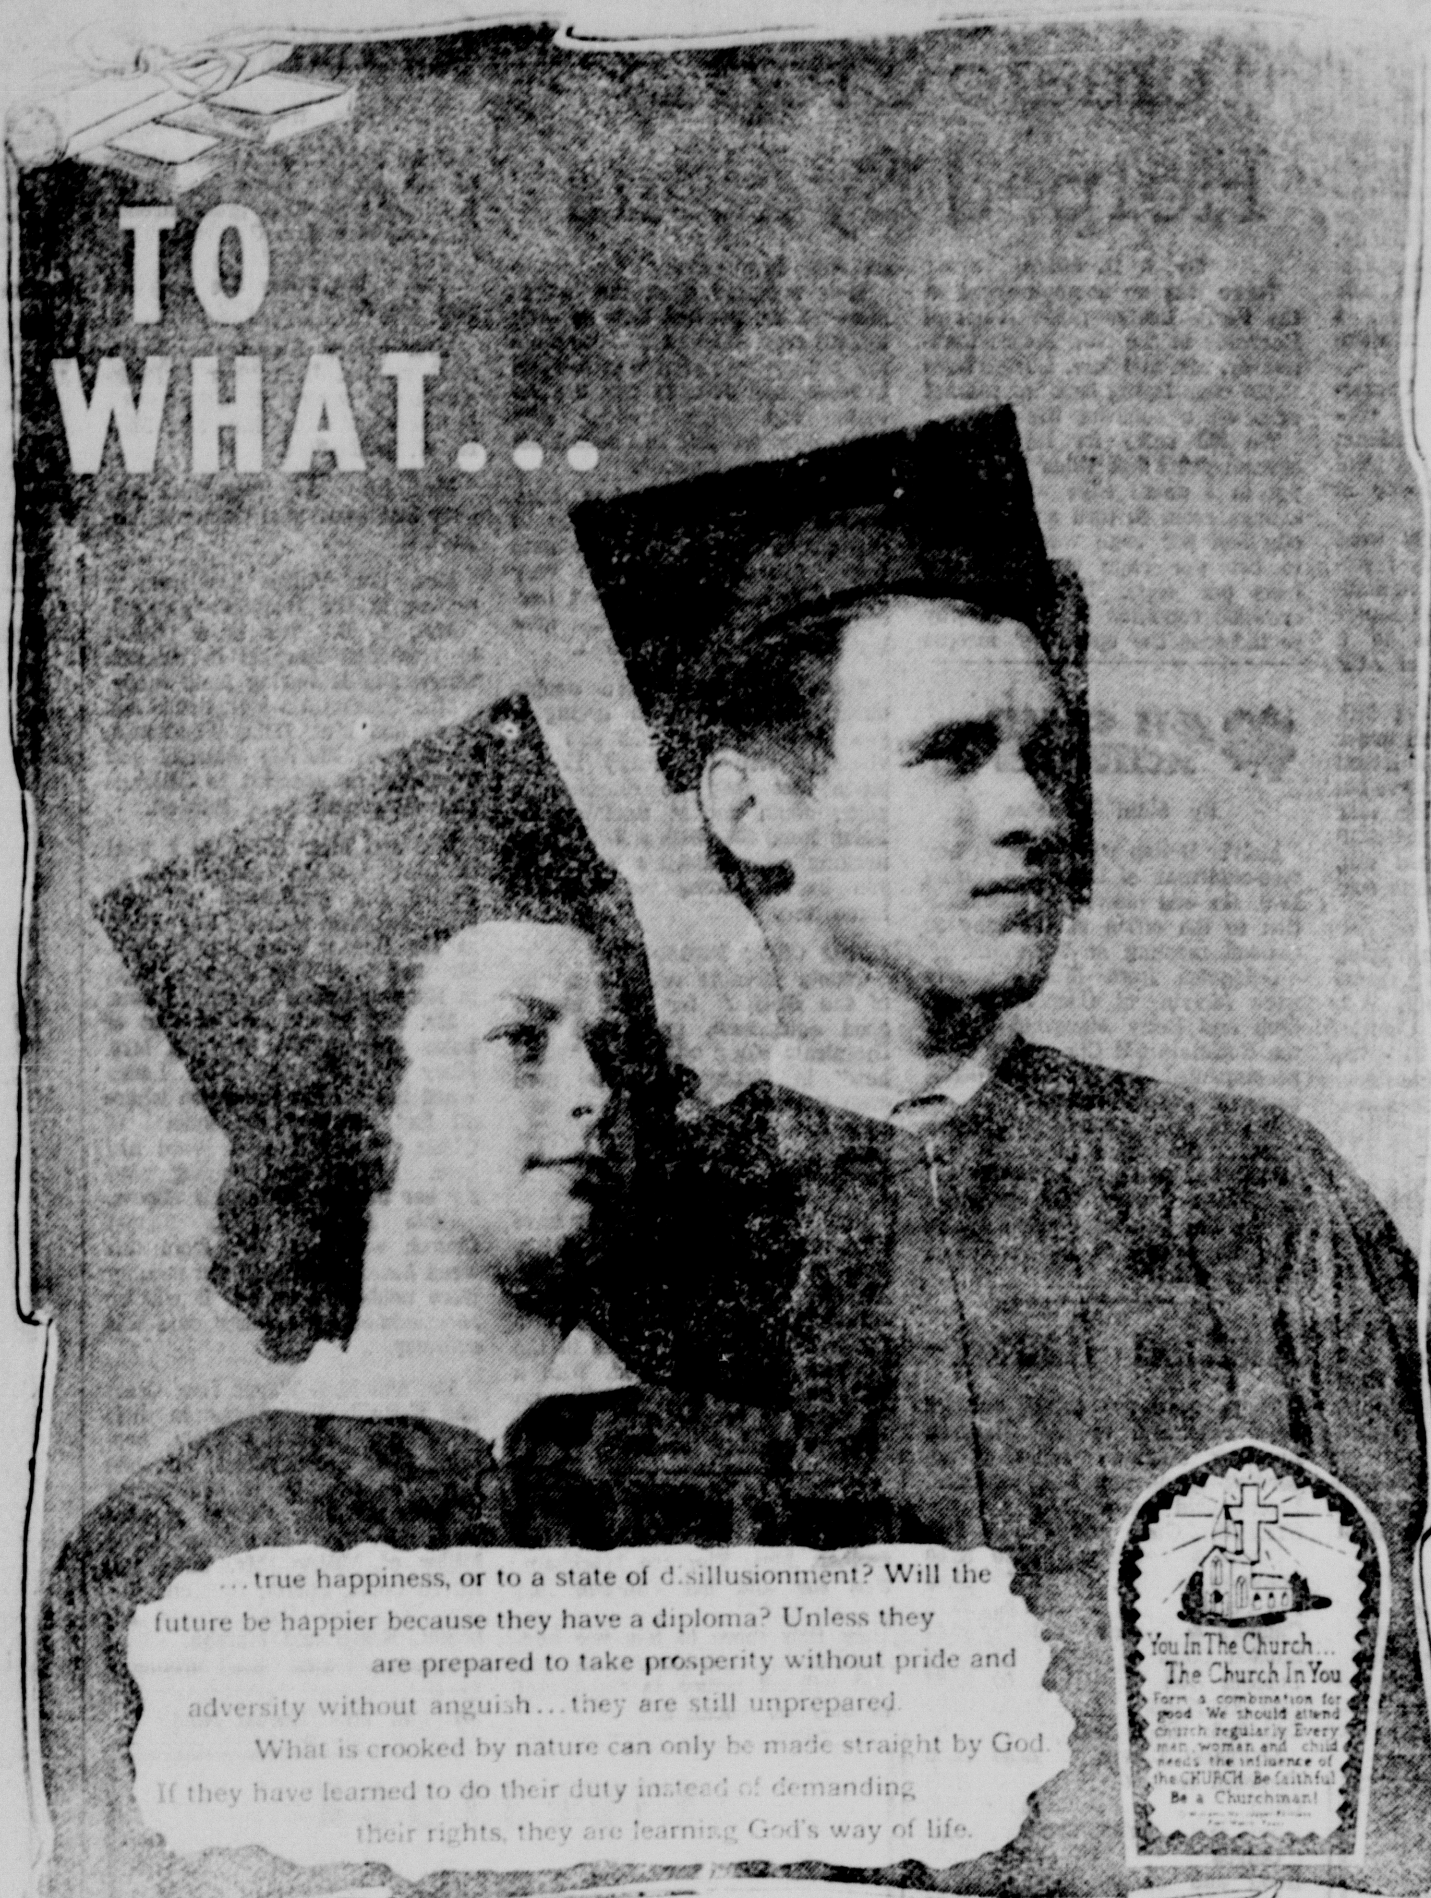 TO
WHAT...
...true happiness, or to a state of disillusionment? Will the
future be happier because they have a diploma? Unless they
are prepared to take prosperity without pride and
adversity without anguish...they are still unprepared.
What is crooked by nature can only be made straight by God.
If they have learned to do their duty instead of demanding
their rights, they are learning God's way of life.
You In The Church...
The Church In You
Form a combination for
good We should attend
church regularly Every
man, woman and child
needs the influence of
the CHURCH. Be faithful
Be a Churchman!